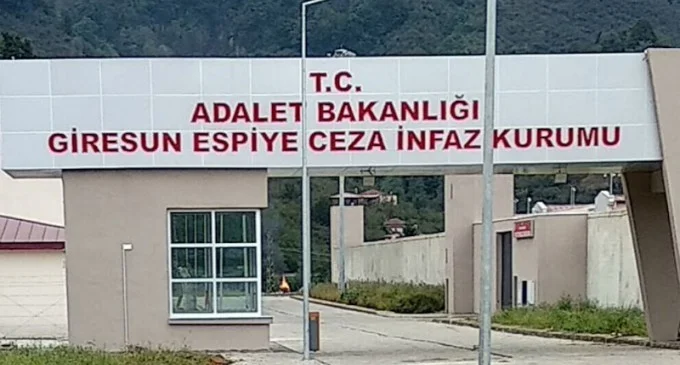 T.C.
ADALET BAKANLIĞI
GİRESUN ESPİYE CEZA İNFAZ KURUMU